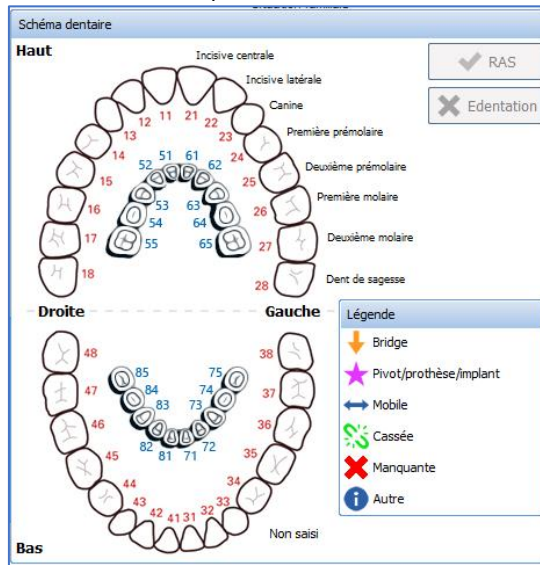 Schéma dentaire
Haut
Incisive centrale
RAS
Incisive latérale
Edentation
Canine
Première prémolaire
Deuxième prémolaire
Première molaire
Deuxième molaire
Dent de sagesse
18 17 16 15 14 13 12 11 21 22 23 24 25 26 27 28
55 54 53 52 51 61 62 63 64 65
Droite
Gauche
85 84 83 82 81 71 72 73 74 75
48 47 46 45 44 43 42 41 31 32 33 34 35 36 37 38
Non saisi
Bas
Légende
Bridge
Pivot/prothèse/implant
Mobile
Cassée
Manquante
Autre